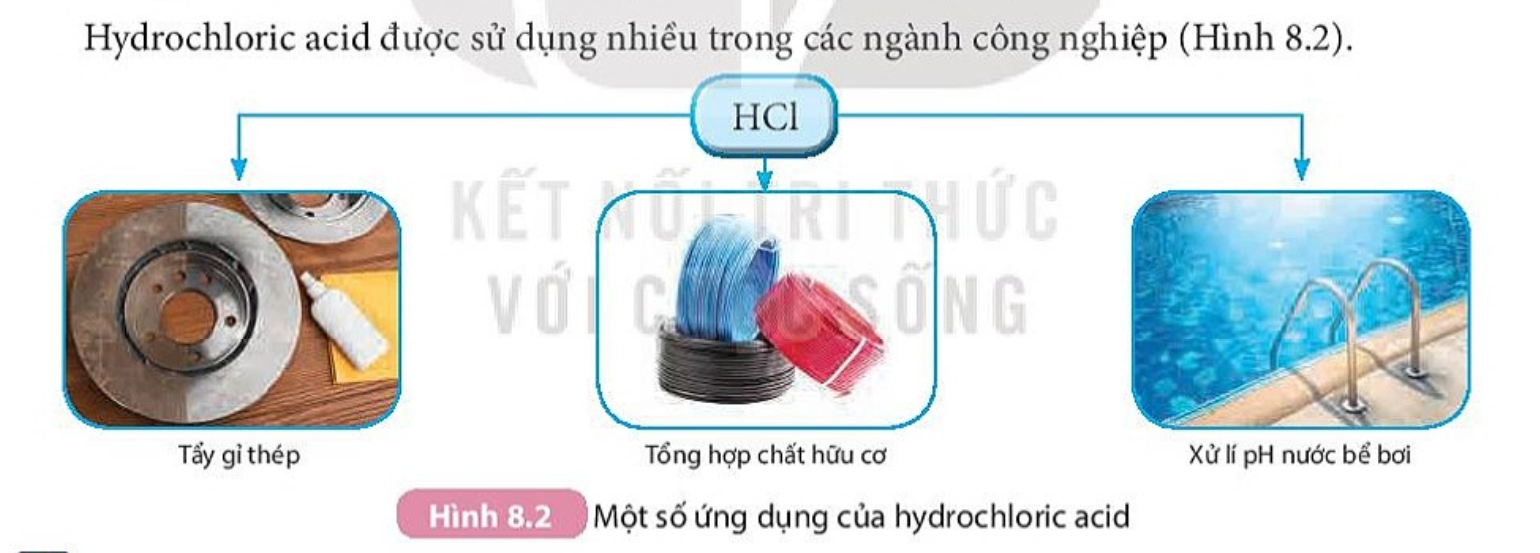 Hydrochloric acid được sử dụng nhiều trong các ngành công nghiệp (Hình 8.2).
HCl
KẾT NỐI TRI THỨC
VỚI CUỘC SỐNG
Tẩy gỉ thép
Tổng hợp chất hữu cơ
Xử lí pH nước bể bơi
Hình 8.2 Một số ứng dụng của hydrochloric acid